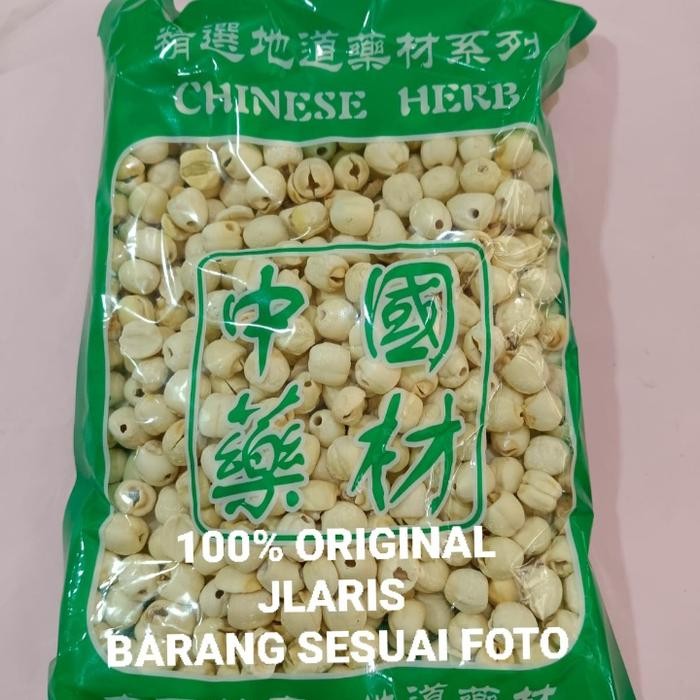 精選地道藥材系列
CHINESE HERB
中國
藥材
100% ORIGINAL
JLARIS
BARANG SESUAI FOTO